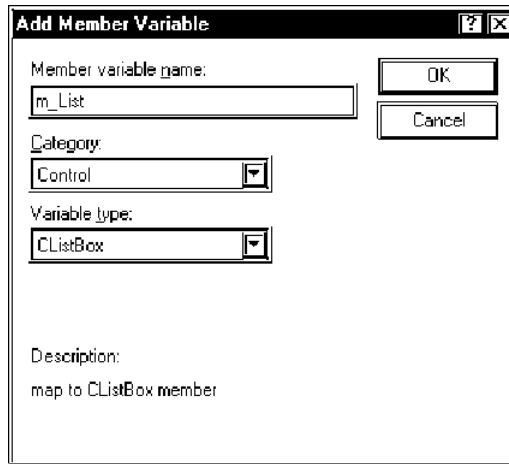 Add Member Variable
Member variable name:
OK
m_List
Cancel
Category:
Control
Variable type:
CListBox
Description:
map to CListBox member